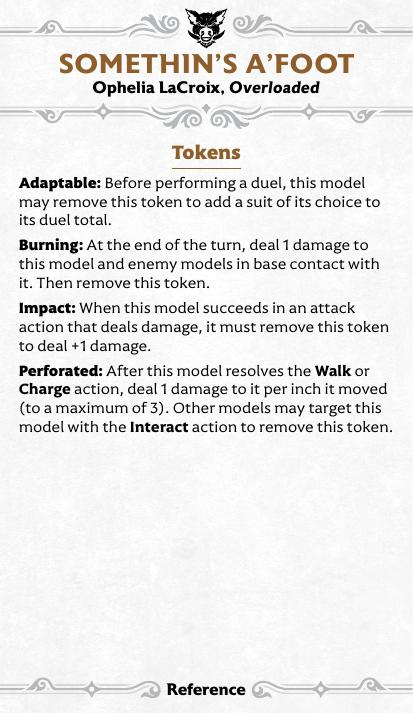 SOMETHIN'S A'FOOT
Ophelia LaCroix, Overloaded
Tokens
Adaptable: Before performing a duel, this model
may remove this token to add a suit of its choice to
its duel total.
Burning: At the end of the turn, deal 1 damage to
this model and enemy models in base contact with
it. Then remove this token.
Impact: When this model succeeds in an attack
action that deals damage, it must remove this token
to deal +1 damage.
Perforated: After this model resolves the Walk or
Charge action, deal 1 damage to it per inch it moved
(to a maximum of 3). Other models may target this
model with the Interact action to remove this token.
Reference